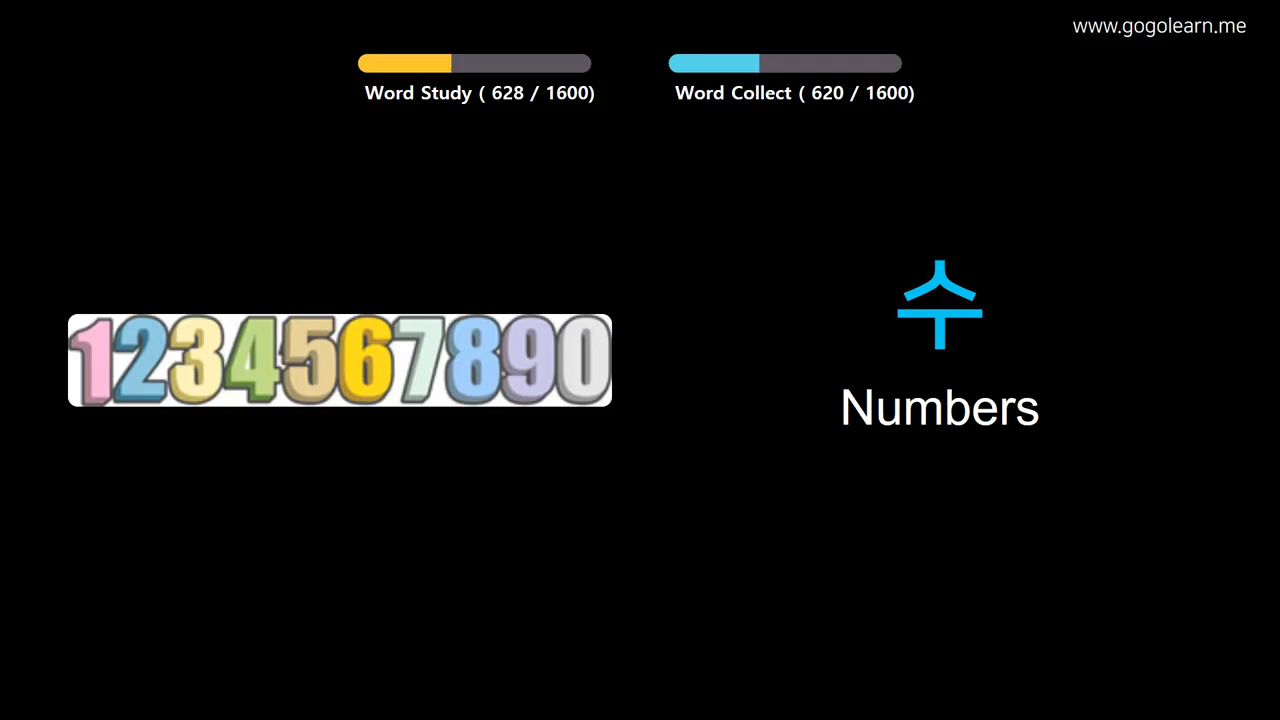 www.gogolearn.me
Word Study ( 628 / 1600)
Word Collect ( 620 / 1600)
1234567890
수
Numbers